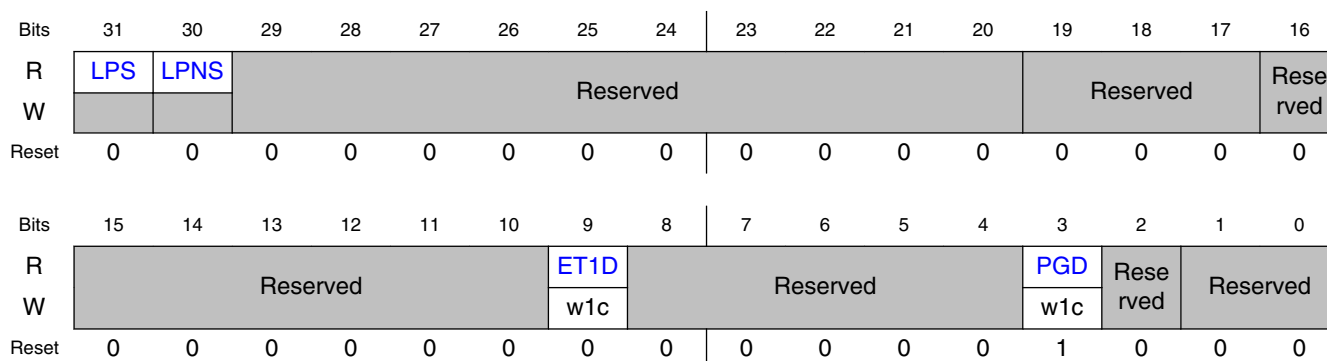 Bits 31 30 29 28 27 26 25 24 23 22 21 20 19 18 17 16
R LPS LPNS Reserved Reserved Rese
W rved
Reset 0 0 0 0 0 0 0 0 0 0 0 0 0 0 0 0
Bits 15 14 13 12 11 10 9 8 7 6 5 4 3 2 1 0
R Reserved ET1D Reserved PGD Rese Reserved
W w1c w1c rved
Reset 0 0 0 0 0 0 0 0 0 0 0 0 1 0 0 0